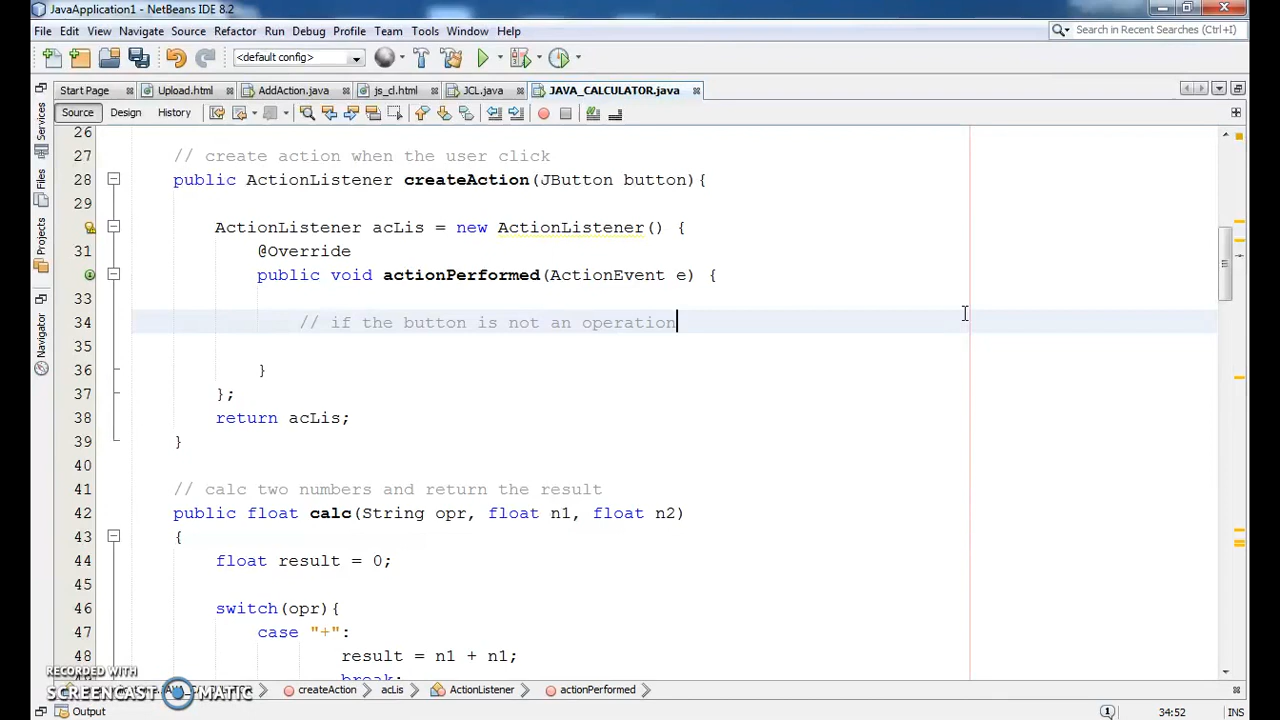 JavaApplication1 - NetBeans IDE 8.2
File Edit View Navigate Source Refactor Run Debug Profile Team Tools Window Help
Search in Recent Searches (Ctrl+I)
<default config>
Start Page Upload.html AddAction.java js_cl.html JCL.java JAVA_CALCULATOR.java
Source Design History
Services
Files
Projects
Navigator
26
27 // create action when the user click
28 public ActionListener createAction(JButton button){
29
ActionListener acLis = new ActionListener() {
31 @Override
public void actionPerformed(ActionEvent e) {
33
34 // if the button is not an operation
35
36 }
37 };
38 return acLis;
39 }
40
41 // calc two numbers and return the result
42 public float calc(String opr, float n1, float n2)
43 {
44 float result = 0;
45
46 switch(opr){
47 case "+":
48 result = n1 + n1;
break;
RECORDED WITH
SCREENCAST MATIC
createAction acLis ActionListener actionPerformed
Output 1 34:52 INS